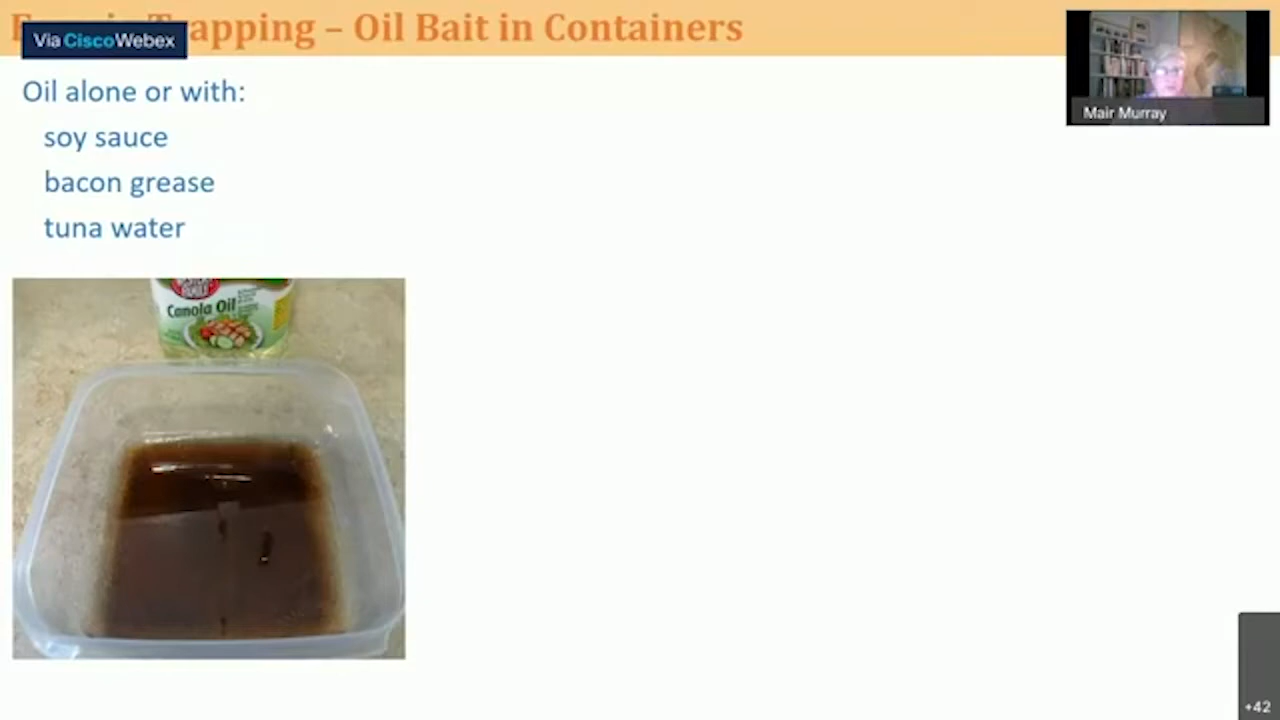 Trapping – Oil Bait in Containers
Via Cisco Webex
Oil alone or with:
soy sauce
bacon grease
tuna water
Canola Oil
Mair Murray
+42